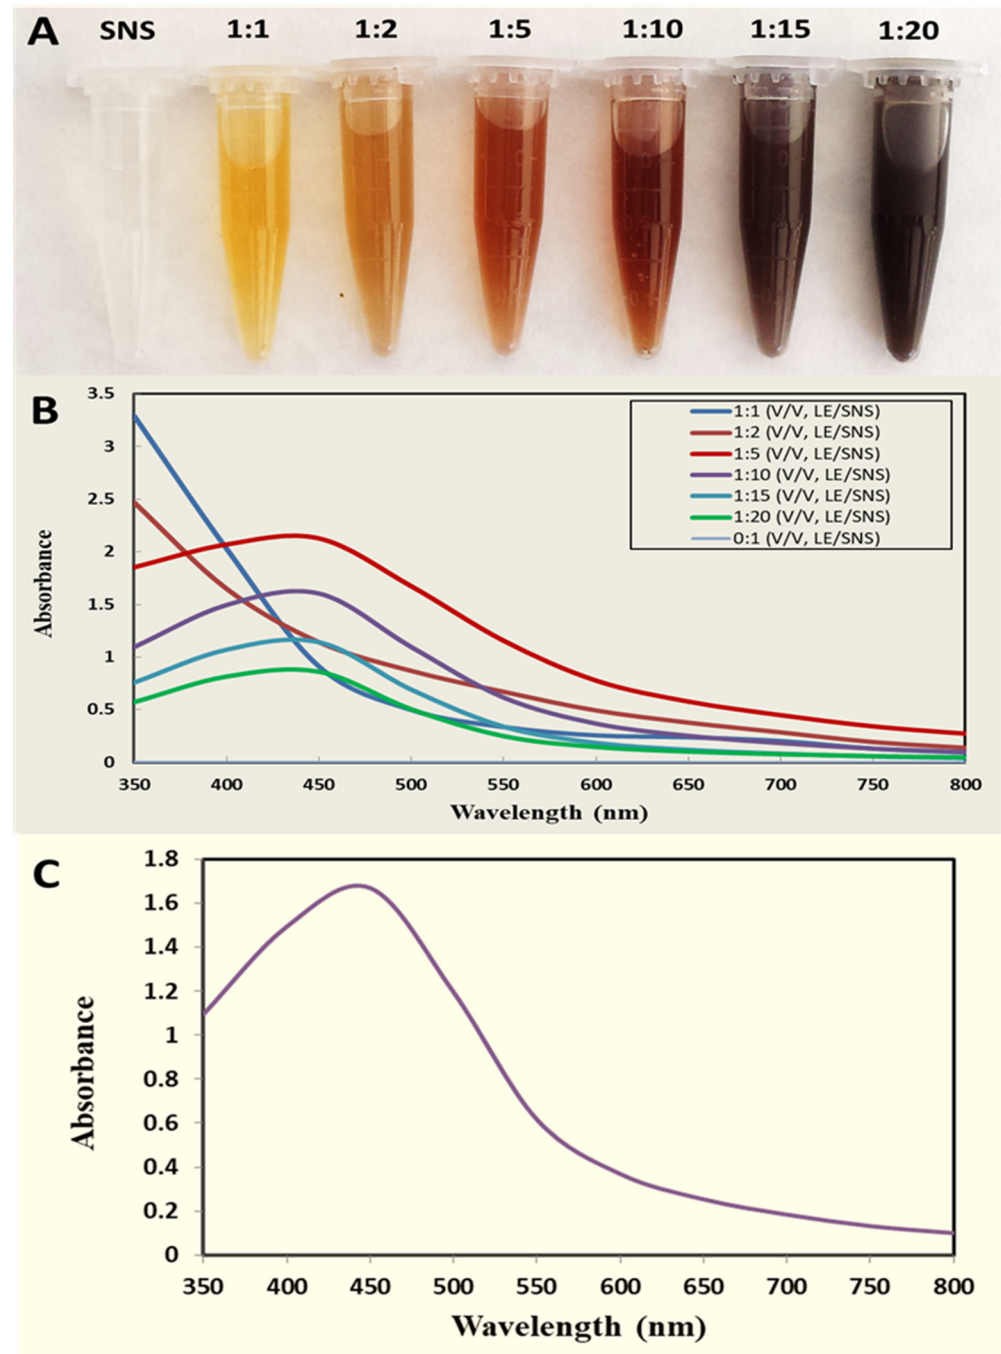 A SNS 1:1 1:2 1:5 1:10 1:15 1:20
B
3.5
3
2.5
2
1.5
1
0.5
0
Absorbance
1:1 (V/V, LE/SNS)
1:2 (V/V, LE/SNS)
1:5 (V/V, LE/SNS)
1:10 (V/V, LE/SNS)
1:15 (V/V, LE/SNS)
1:20 (V/V, LE/SNS)
0:1 (V/V, LE/SNS)
350 400 450 500 550 600 650 700 750 800
Wavelength (nm)
C
1.8
1.6
1.4
1.2
1
0.8
0.6
0.4
0.2
0
Absorbance
350 400 450 500 550 600 650 700 750 800
Wavelength (nm)